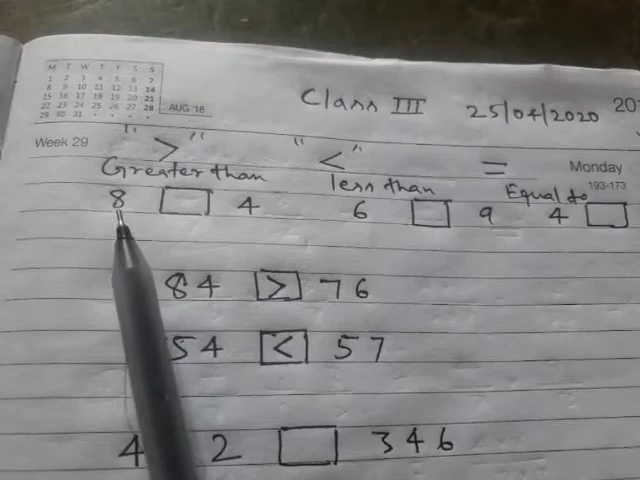 M T W T F S S
1 2 3 4 5 6 7
8 9 10 11 12 13 14
15 16 17 18 19 20 21
22 23 24 25 26 27 28
29 30 31 • • • •
AUG '16
Class III 25/04/2020 20
Week 29 ">" "<" = Monday
Greater than less than Equal to 193-173
8 □ 4 6 □ 9 4 □
84 > 76
54 < 57
4 2 □ 346